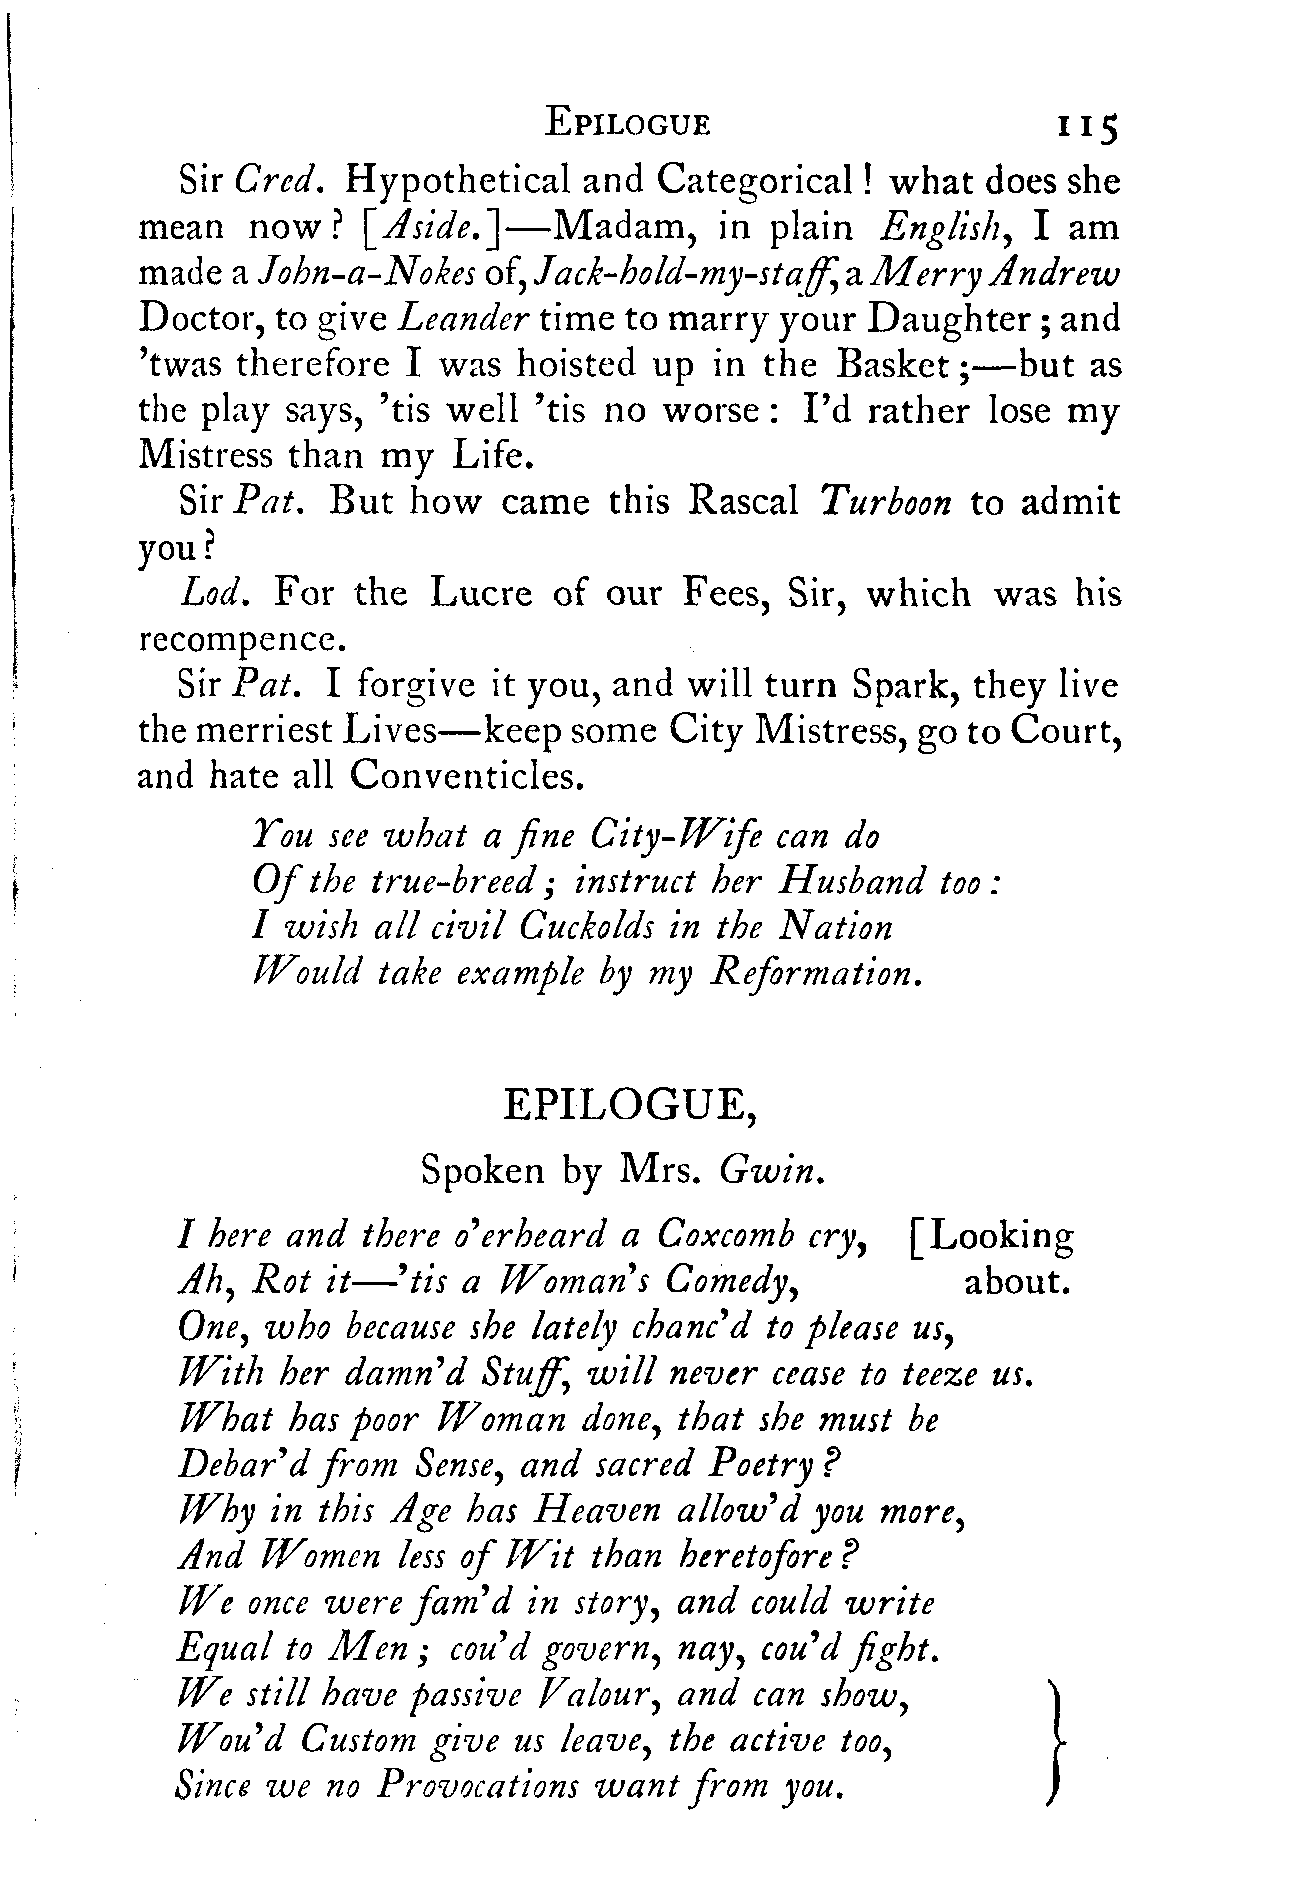 EPILOGUE 115
Sir Cred. Hypothetical and Categorical! what does she
mean now? [Aside.]—Madam, in plain English, I am
made a John-a-Nokes of, Jack-hold-my-staff, a Merry Andrew
Doctor, to give Leander time to marry your Daughter; and
’twas therefore I was hoisted up in the Basket;—but as
the play says, ’tis well ’tis no worse: I’d rather lose my
Mistress than my Life.
Sir Pat. But how came this Rascal Turboon to admit
you?
Lod. For the Lucre of our Fees, Sir, which was his
recompence.
Sir Pat. I forgive it you, and will turn Spark, they live
the merriest Lives—keep some City Mistress, go to Court,
and hate all Conventicles.
You see what a fine City-Wife can do
Of the true-breed; instruct her Husband too:
I wish all civil Cuckolds in the Nation
Would take example by my Reformation.
EPILOGUE,
Spoken by Mrs. Gwin.
I here and there o’erheard a Coxcomb cry, [Looking
Ah, Rot it—’tis a Woman’s Comedy, about.
One, who because she lately chanc’d to please us,
With her damn’d Stuff, will never cease to teeze us.
What has poor Woman done, that she must be
Debar’d from Sense, and sacred Poetry?
Why in this Age has Heaven allow’d you more,
And Women less of Wit than heretofore?
We once were fam’d in story, and could write
Equal to Men; cou’d govern, nay, cou’d fight.
We still have passive Valour, and can show,
Wou’d Custom give us leave, the active too,
Since we no Provocations want from you.